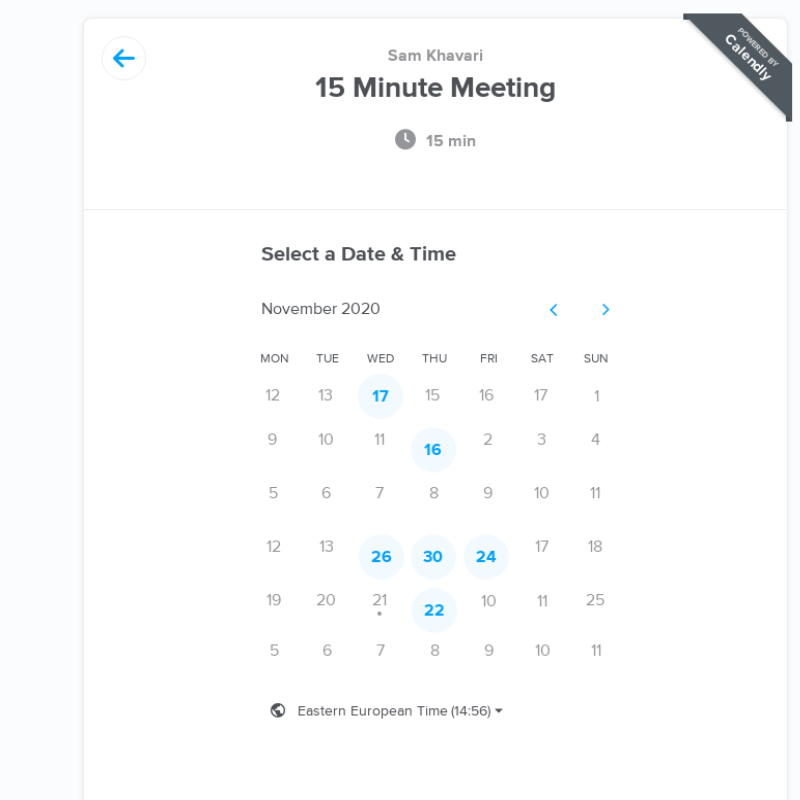 POWERED BY
Calendly
Sam Khavari
15 Minute Meeting
15 min
Select a Date & Time
November 2020
MON TUE WED THU FRI SAT SUN
12 13 17 15 16 17 1
9 10 11 16 2 3 4
5 6 7 8 9 10 11
12 13 26 30 24 17 18
19 20 21 22 10 11 25
5 6 7 8 9 10 11
Eastern European Time (14:56)